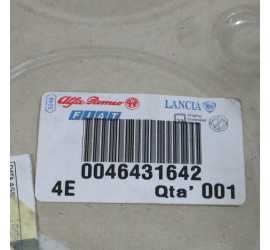 Alfa Romeo LANCIA
FIAT
0046431642
4E Qta' 001